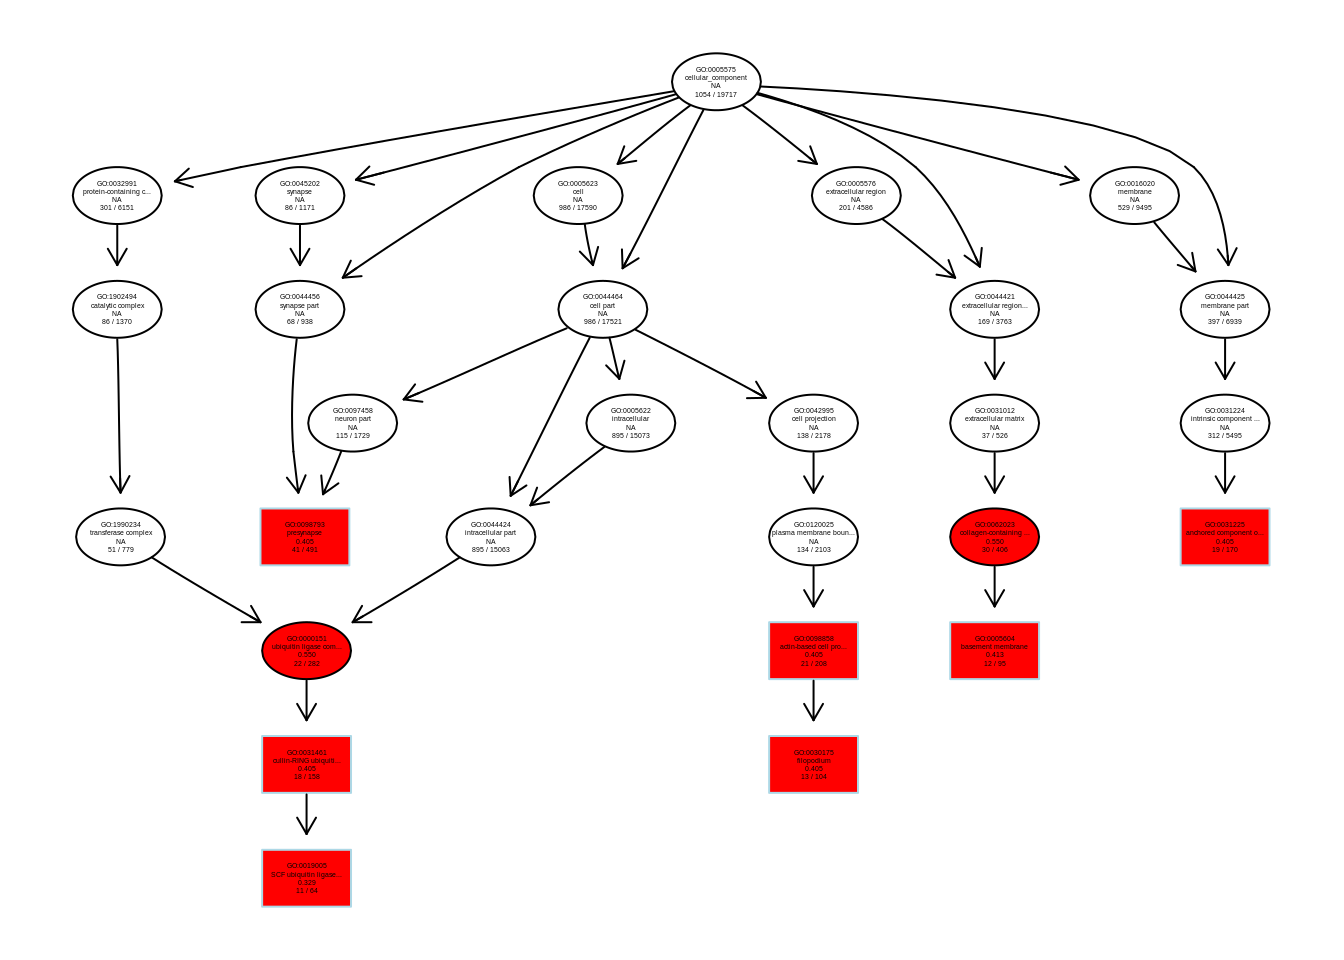 GO:0005575
cellular_component
NA
1054 / 19717
GO:0032991
protein-containing c...
NA
301 / 6151
GO:0045202
synapse
NA
86 / 1171
GO:0005623
cell
NA
986 / 17590
GO:0005576
extracellular region
NA
201 / 4586
GO:0016020
membrane
NA
529 / 9495
GO:1902494
catalytic complex
NA
86 / 1370
GO:0044456
synapse part
NA
68 / 938
GO:0044464
cell part
NA
986 / 17521
GO:0044421
extracellular region...
NA
169 / 3763
GO:0044425
membrane part
NA
397 / 6939
GO:0097458
neuron part
NA
115 / 1729
GO:0005622
intracellular
NA
895 / 15073
GO:0042995
cell projection
NA
138 / 2178
GO:0031012
extracellular matrix
NA
37 / 526
GO:0031224
intrinsic component ...
NA
312 / 5495
GO:1990234
transferase complex
NA
51 / 779
GO:0098793
presynapse
0.405
41 / 491
GO:0044424
intracellular part
NA
895 / 15063
GO:0120025
plasma membrane boun...
NA
134 / 2103
GO:0062023
collagen-containing ...
0.550
30 / 406
GO:0031225
anchored component o...
0.405
19 / 170
GO:0000151
ubiquitin ligase com...
0.550
22 / 282
GO:0098858
actin-based cell pro...
0.405
21 / 208
GO:0005604
basement membrane
0.413
12 / 95
GO:0031461
cullin-RING ubiquiti...
0.405
18 / 158
GO:0030175
filopodium
0.405
13 / 104
GO:0019005
SCF ubiquitin ligase...
0.329
11 / 64